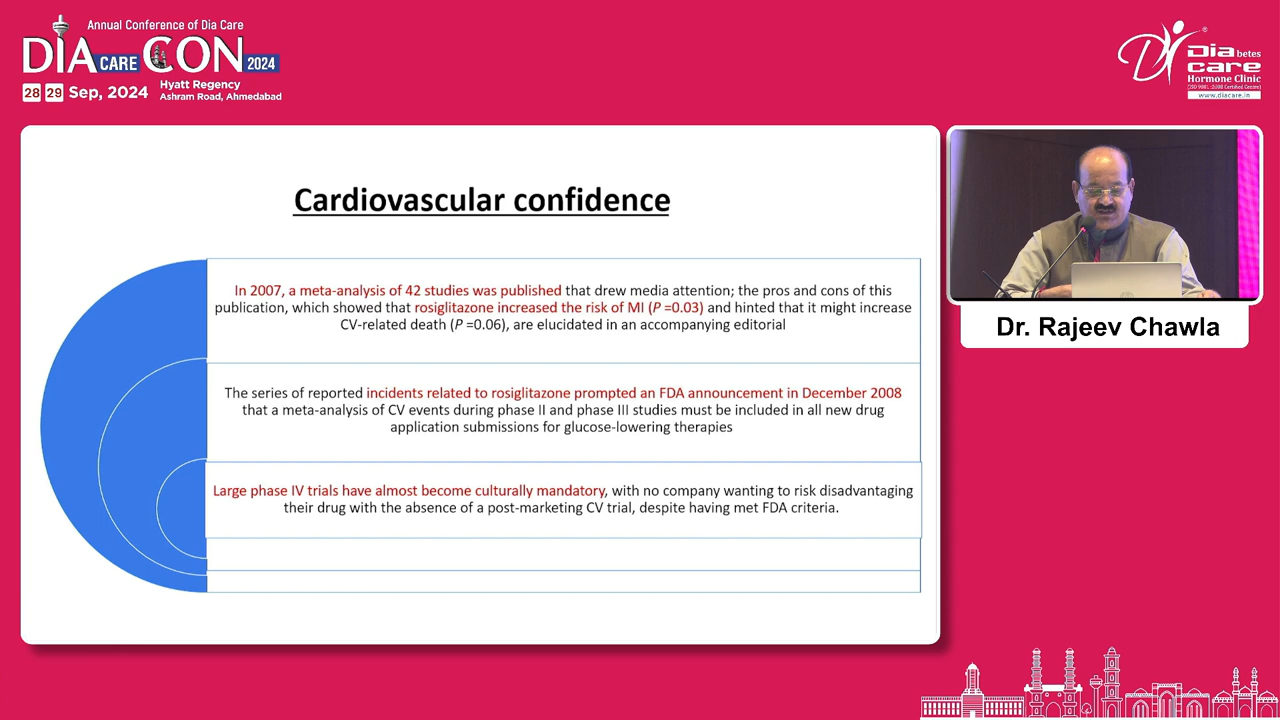 Annual Conference of Dia Care
DIA CARE CON 2024
28 29 Sep, 2024
Hyatt Regency
Ashram Road, Ahmedabad
Diabetes
care
Hormone Clinic
(ISO 9001:2008 Certified Centre)
www.diacare.in
Cardiovascular confidence
In 2007, a meta-analysis of 42 studies was published that drew media attention; the pros and cons of this
publication, which showed that rosiglitazone increased the risk of MI (P =0.03) and hinted that it might increase
CV-related death (P =0.06), are elucidated in an accompanying editorial
The series of reported incidents related to rosiglitazone prompted an FDA announcement in December 2008
that a meta-analysis of CV events during phase II and phase III studies must be included in all new drug
application submissions for glucose-lowering therapies
Large phase IV trials have almost become culturally mandatory, with no company wanting to risk disadvantaging
their drug with the absence of a post-marketing CV trial, despite having met FDA criteria.
Dr. Rajeev Chawla